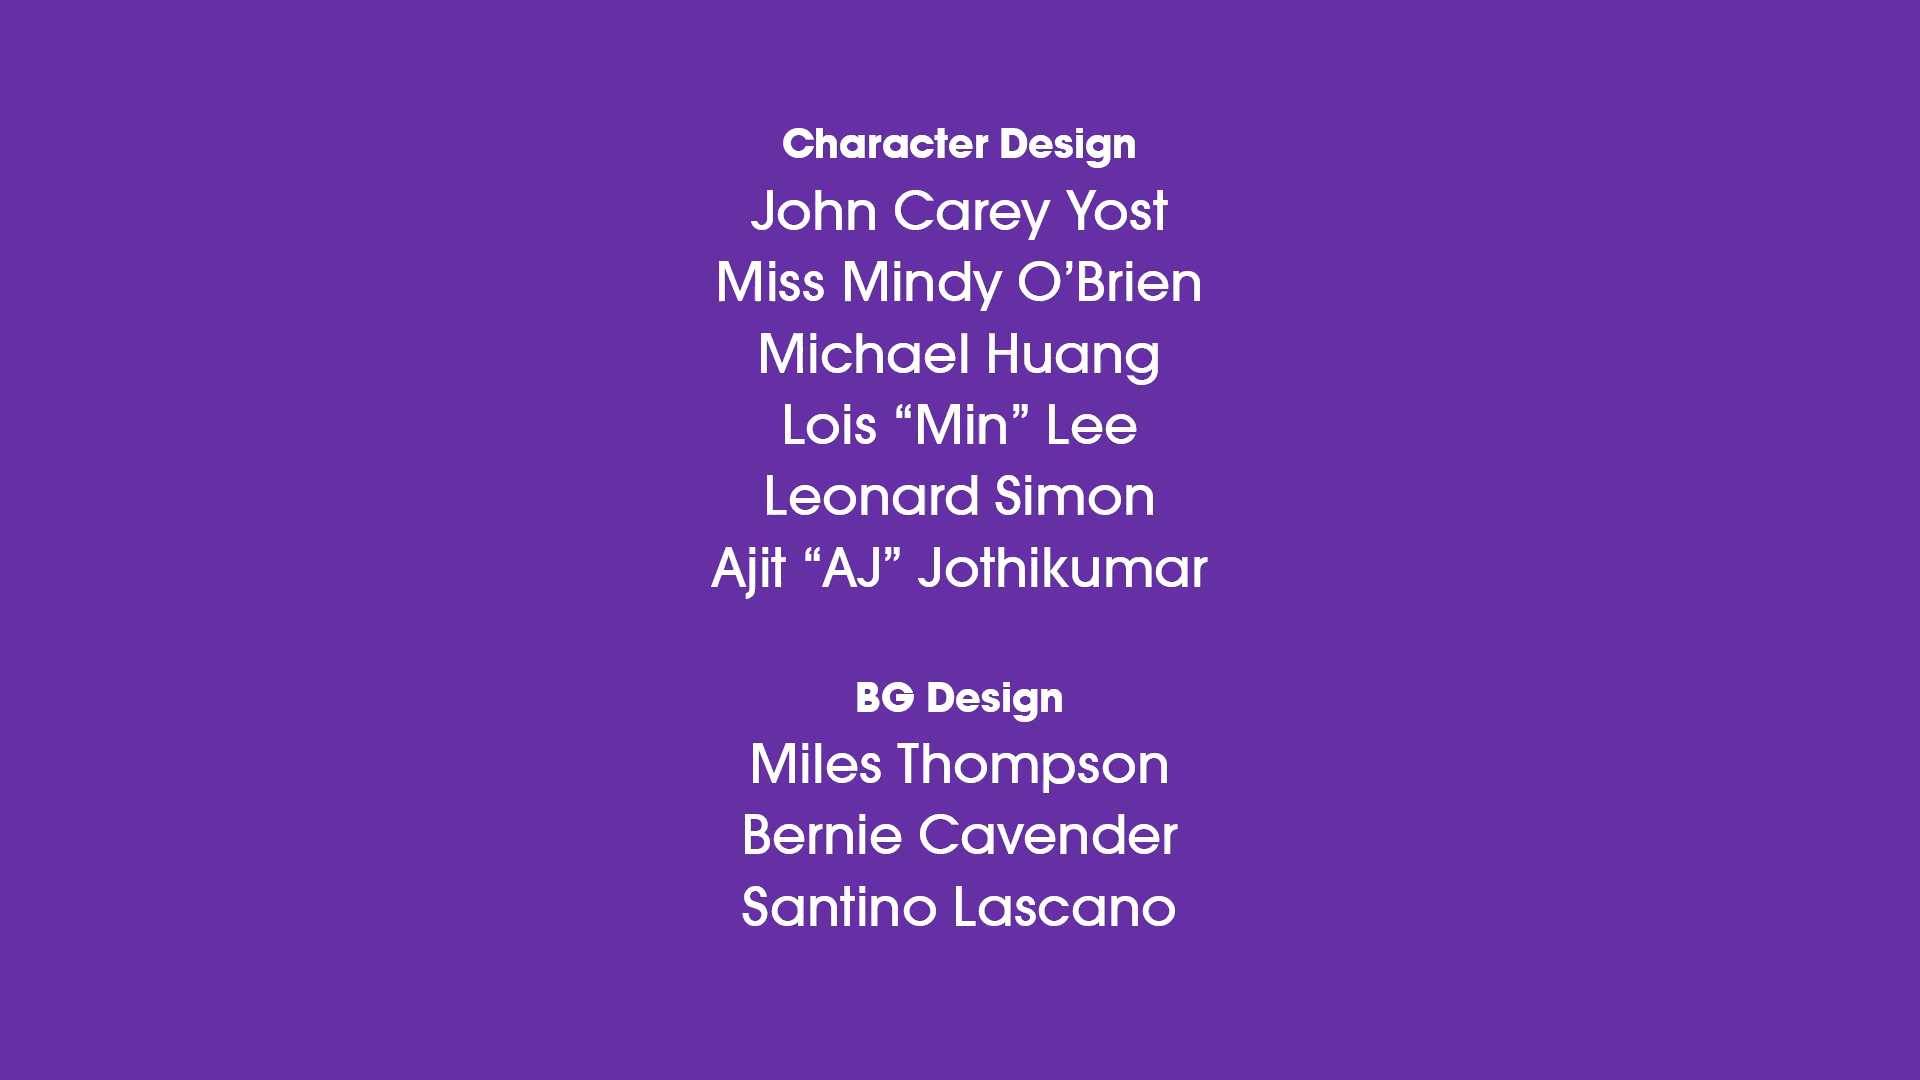 Character Design
John Carey Yost
Miss Mindy O’Brien
Michael Huang
Lois “Min” Lee
Leonard Simon
Ajit “AJ” Jothikumar
BG Design
Miles Thompson
Bernie Cavender
Santino Lascano